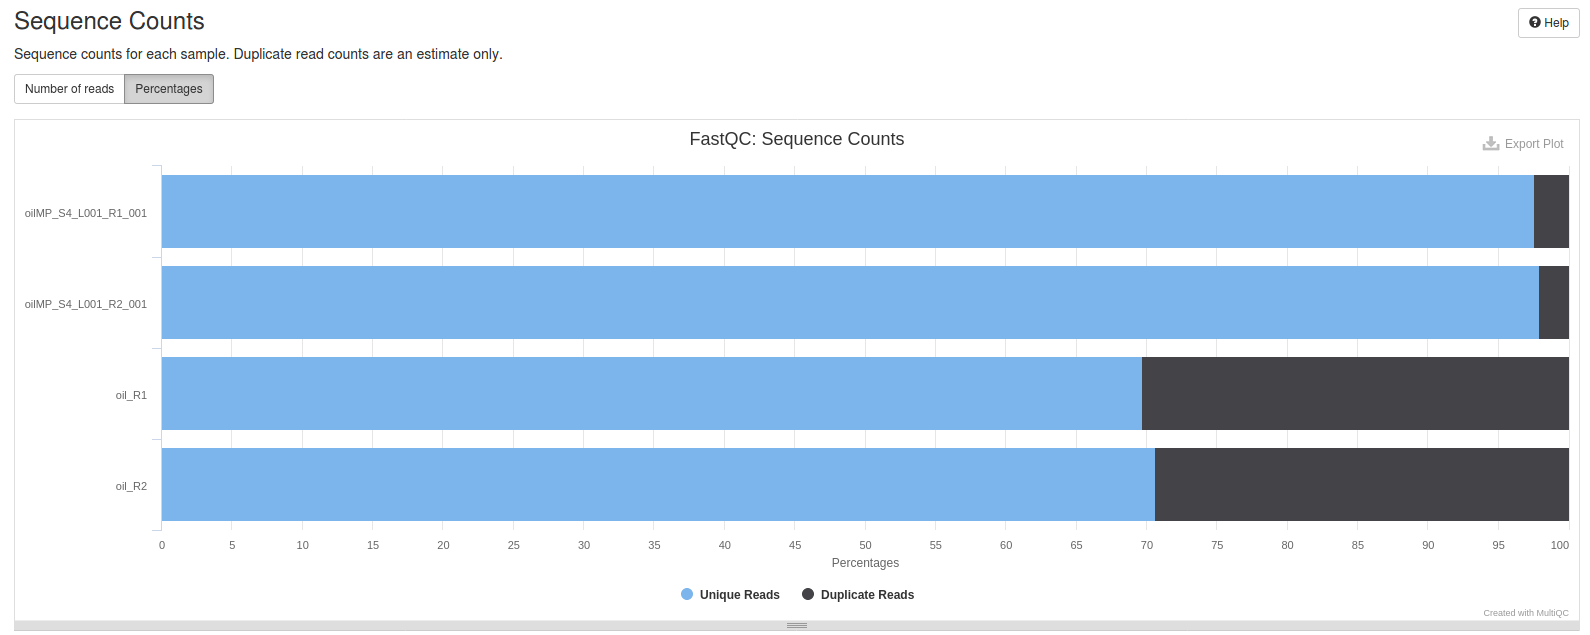 Sequence Counts
Help
Sequence counts for each sample. Duplicate read counts are an estimate only.
Number of reads
Percentages
FastQC: Sequence Counts
Export Plot
oilMP_S4_L001_R1_001
oilMP_S4_L001_R2_001
oil_R1
oil_R2
0 5 10 15 20 25 30 35 40 45 50 55 60 65 70 75 80 85 90 95 100
Percentages
Unique Reads Duplicate Reads
Created with MultiQC